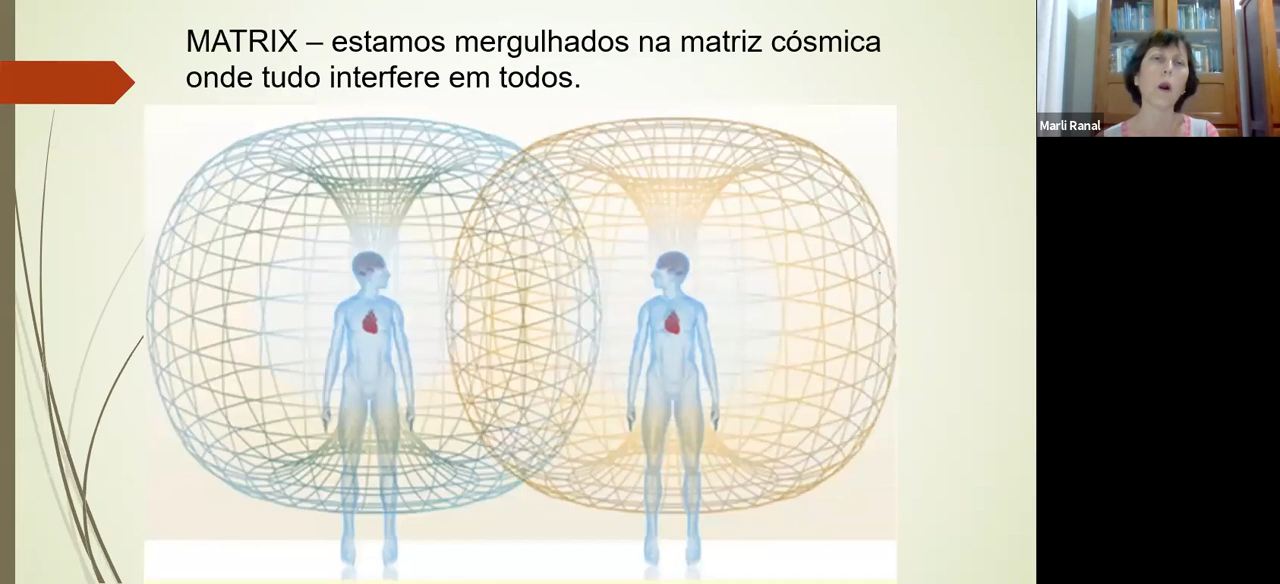 MATRIX – estamos mergulhados na matriz cósmica
onde tudo interfere em todos.
Marli Ranal